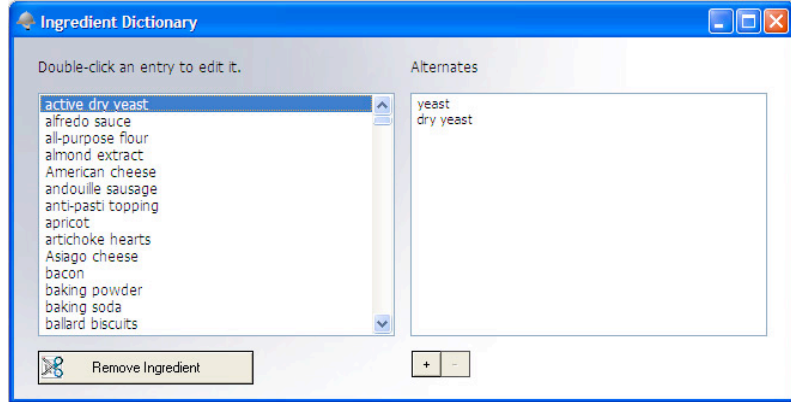 Ingredient Dictionary
Double-click an entry to edit it.
active dry yeast
alfredo sauce
all-purpose flour
almond extract
American cheese
andouille sausage
anti-pasti topping
apricot
artichoke hearts
Asiago cheese
bacon
baking powder
baking soda
ballard biscuits
Remove Ingredient
Alternates
yeast
dry yeast
+ -